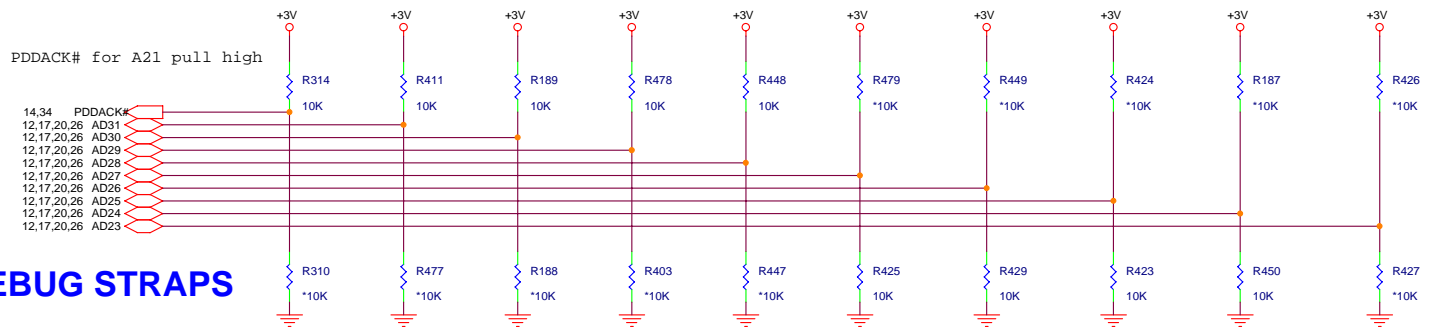 +3V +3V +3V +3V +3V +3V +3V +3V +3V +3V
PDDACK# for A21 pull high
R314 R411 R189 R478 R448 R479 R449 R424 R187 R426
10K 10K 10K 10K 10K *10K *10K *10K *10K *10K
14,34 PDDACK#
12,17,20,26 AD31
12,17,20,26 AD30
12,17,20,26 AD29
12,17,20,26 AD28
12,17,20,26 AD27
12,17,20,26 AD26
12,17,20,26 AD25
12,17,20,26 AD24
12,17,20,26 AD23
R310 R477 R188 R403 R447 R425 R429 R423 R450 R427
*10K *10K *10K *10K *10K 10K 10K 10K 10K *10K
EBUG STRAPS